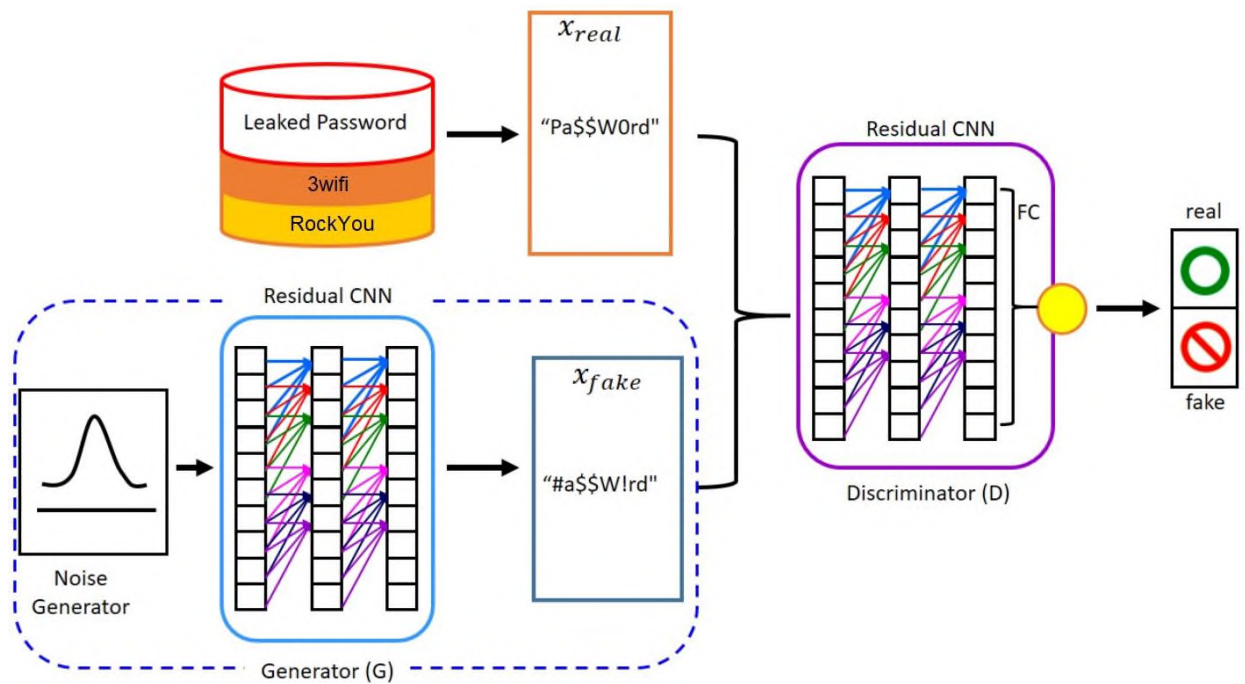 x_real
Leaked Password
"Pa$$W0rd"
3wifi
RockYou
Residual CNN
FC
real
fake
Discriminator (D)
Residual CNN
x_fake
"#a$$W!rd"
Noise
Generator
Generator (G)